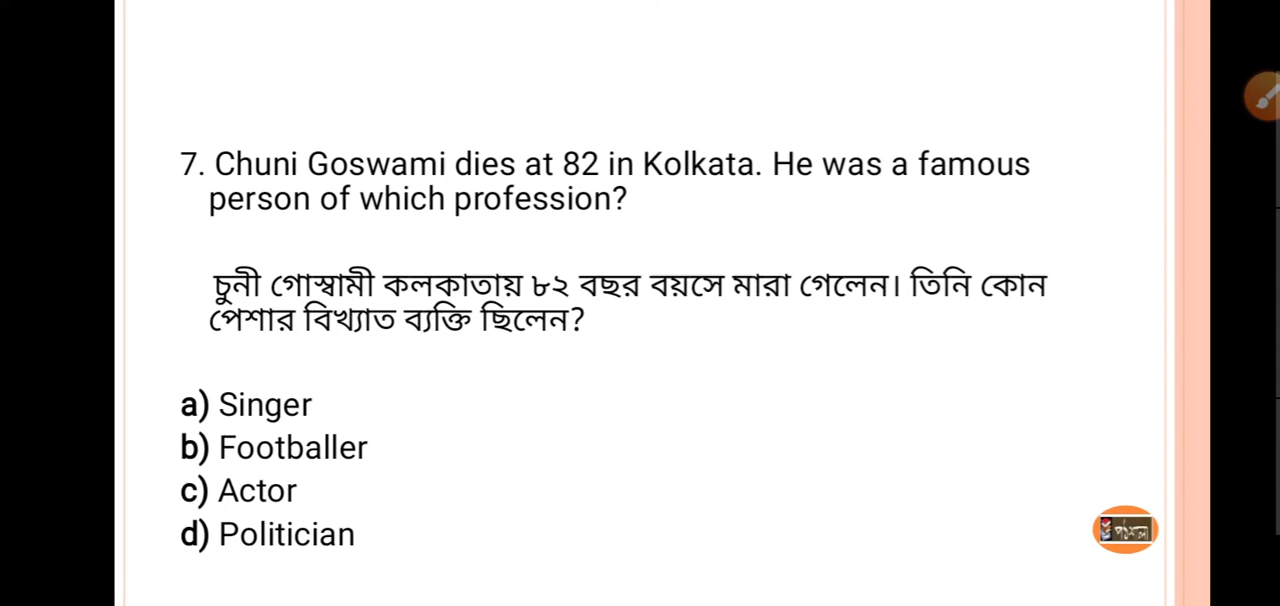 7. Chuni Goswami dies at 82 in Kolkata. He was a famous
person of which profession?
চুনী গোস্বামী কলকাতায় ৮২ বছর বয়সে মারা গেলেন। তিনি কোন
পেশার বিখ্যাত ব্যক্তি ছিলেন?
a) Singer
b) Footballer
c) Actor
d) Politician
পাঠশালা